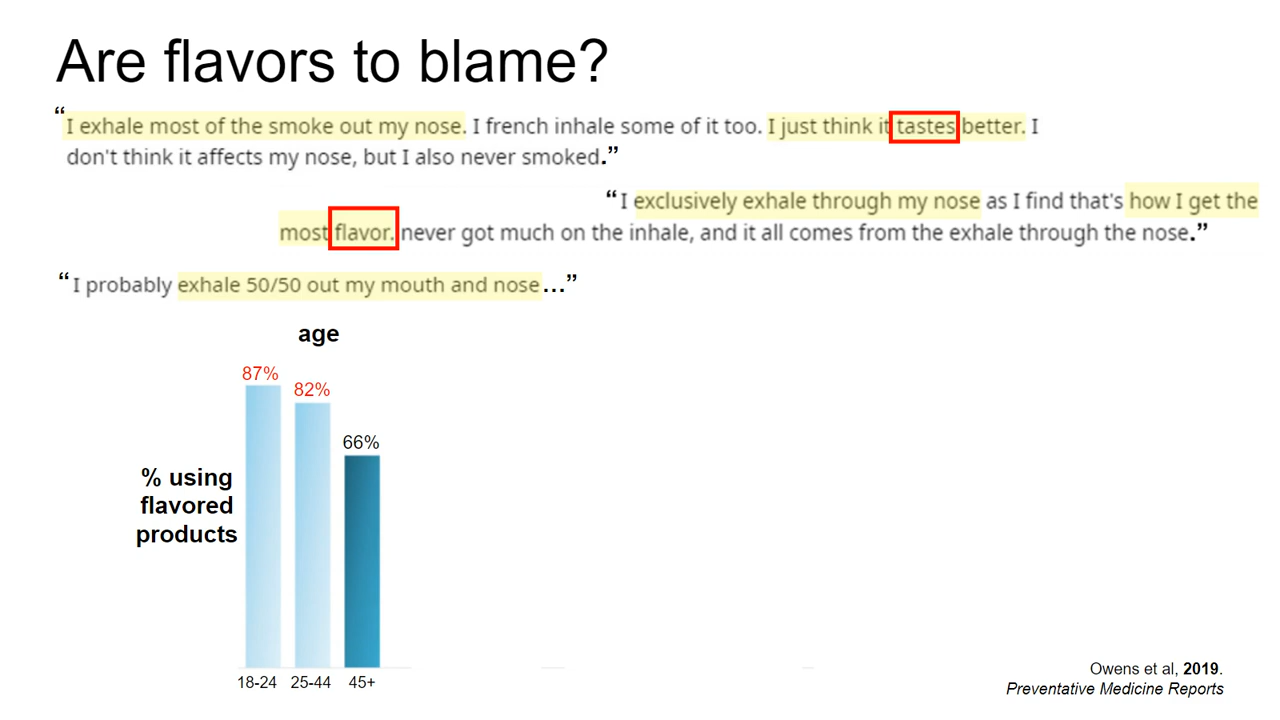 Are flavors to blame?
“I exhale most of the smoke out my nose. I french inhale some of it too. I just think it tastes better. I
don't think it affects my nose, but I also never smoked.”
“I exclusively exhale through my nose as I find that's how I get the
most flavor. never got much on the inhale, and it all comes from the exhale through the nose.”
“I probably exhale 50/50 out my mouth and nose...”
age
87%
82%
66%
% using
flavored
products
18-24 25-44 45+
Owens et al, 2019.
Preventative Medicine Reports